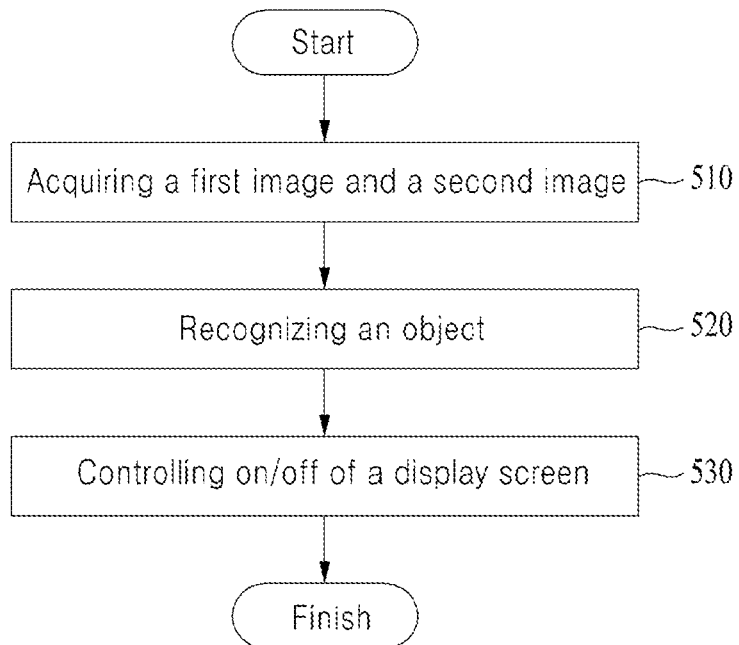 Start
Acquiring a first image and a second image 510
Recognizing an object 520
Controlling on/off of a display screen 530
Finish